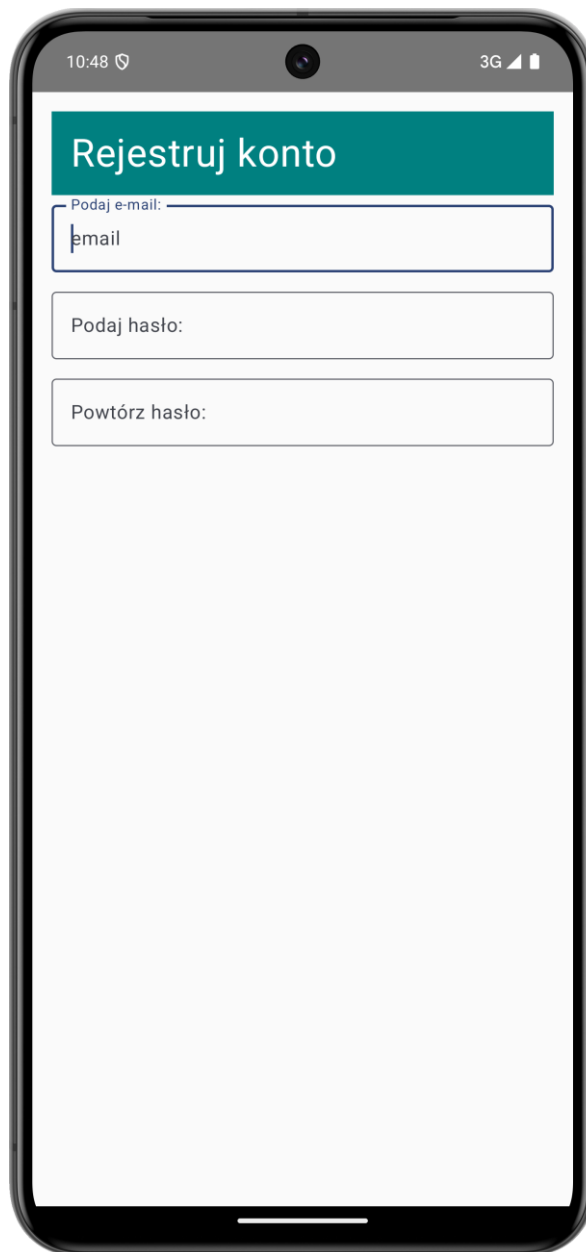 10:48
3G
Rejestruj konto
Podaj e-mail:
email
Podaj hasło:
Powtórz hasło: